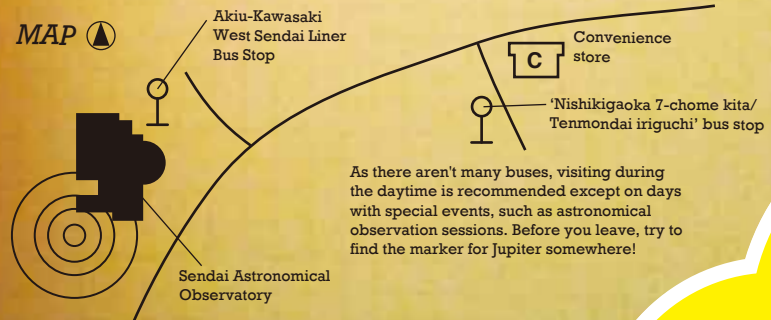 MAP
Akiu-Kawasaki
West Sendai Liner
Bus Stop
C
Convenience
store
‘Nishikigaoka 7-chome kita/
Tenmondai iriguchi’ bus stop
As there aren't many buses, visiting during
the daytime is recommended except on days
with special events, such as astronomical
observation sessions. Before you leave, try to
find the marker for Jupiter somewhere!
Sendai Astronomical
Observatory